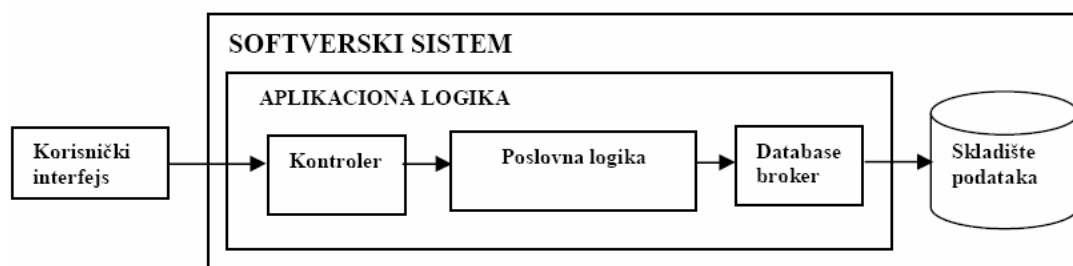 SOFTVERSKI SISTEM
APLIKACIONA LOGIKA
Korisnički
interfejs
Kontroler
Poslovna logika
Database
broker
Skladište
podataka